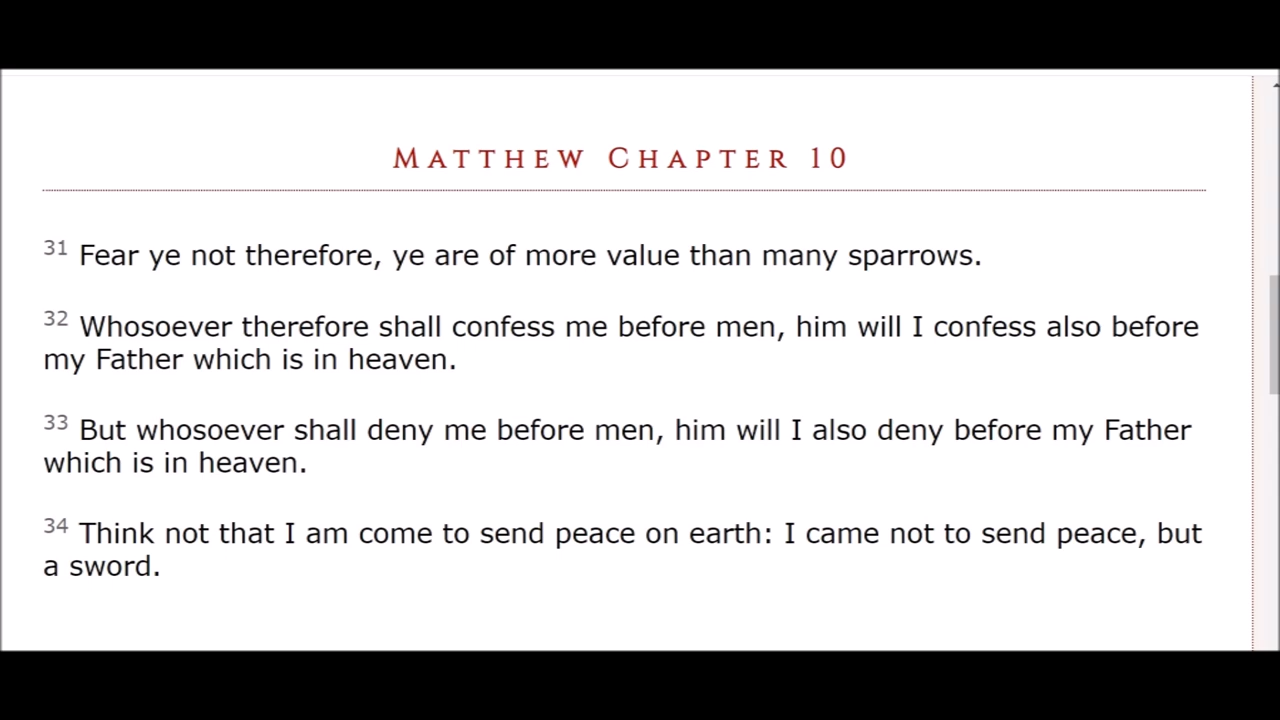 Matthew Chapter 10
31 Fear ye not therefore, ye are of more value than many sparrows.
32 Whosoever therefore shall confess me before men, him will I confess also before
my Father which is in heaven.
33 But whosoever shall deny me before men, him will I also deny before my Father
which is in heaven.
34 Think not that I am come to send peace on earth: I came not to send peace, but
a sword.